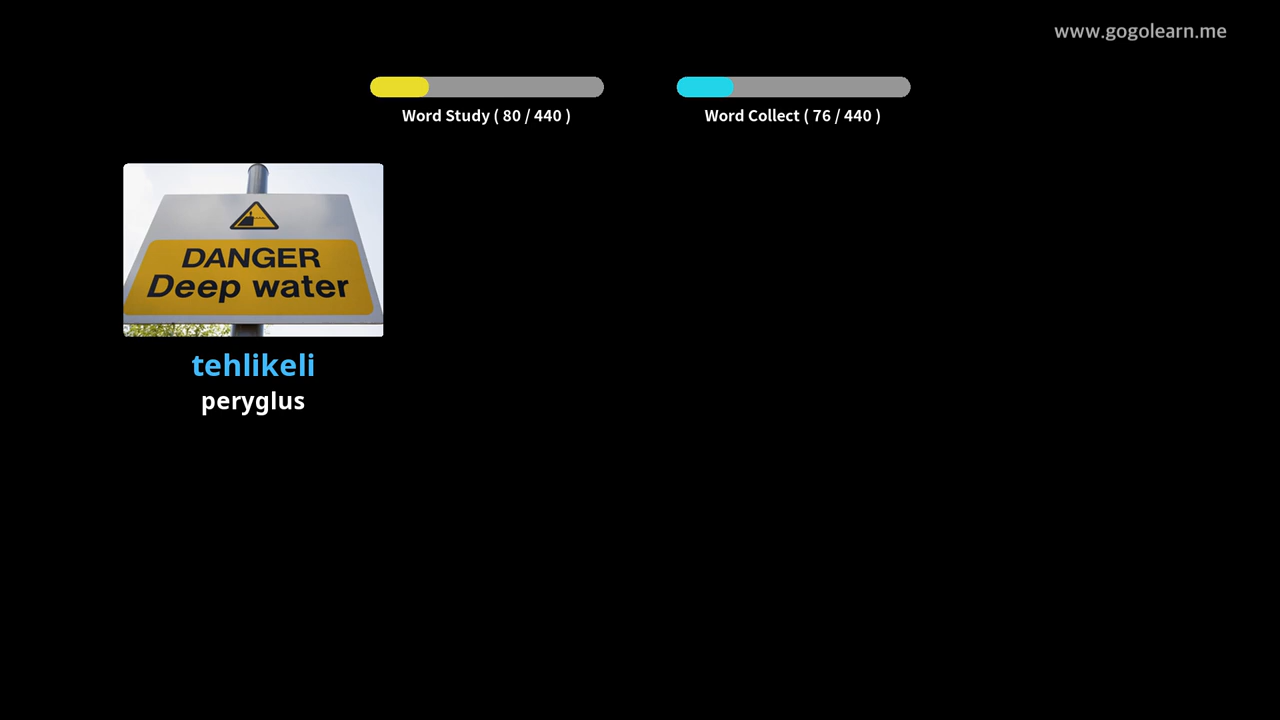 www.gogolearn.me
Word Study ( 80 / 440 )
Word Collect ( 76 / 440 )
DANGER
Deep water
tehlikeli
peryglus